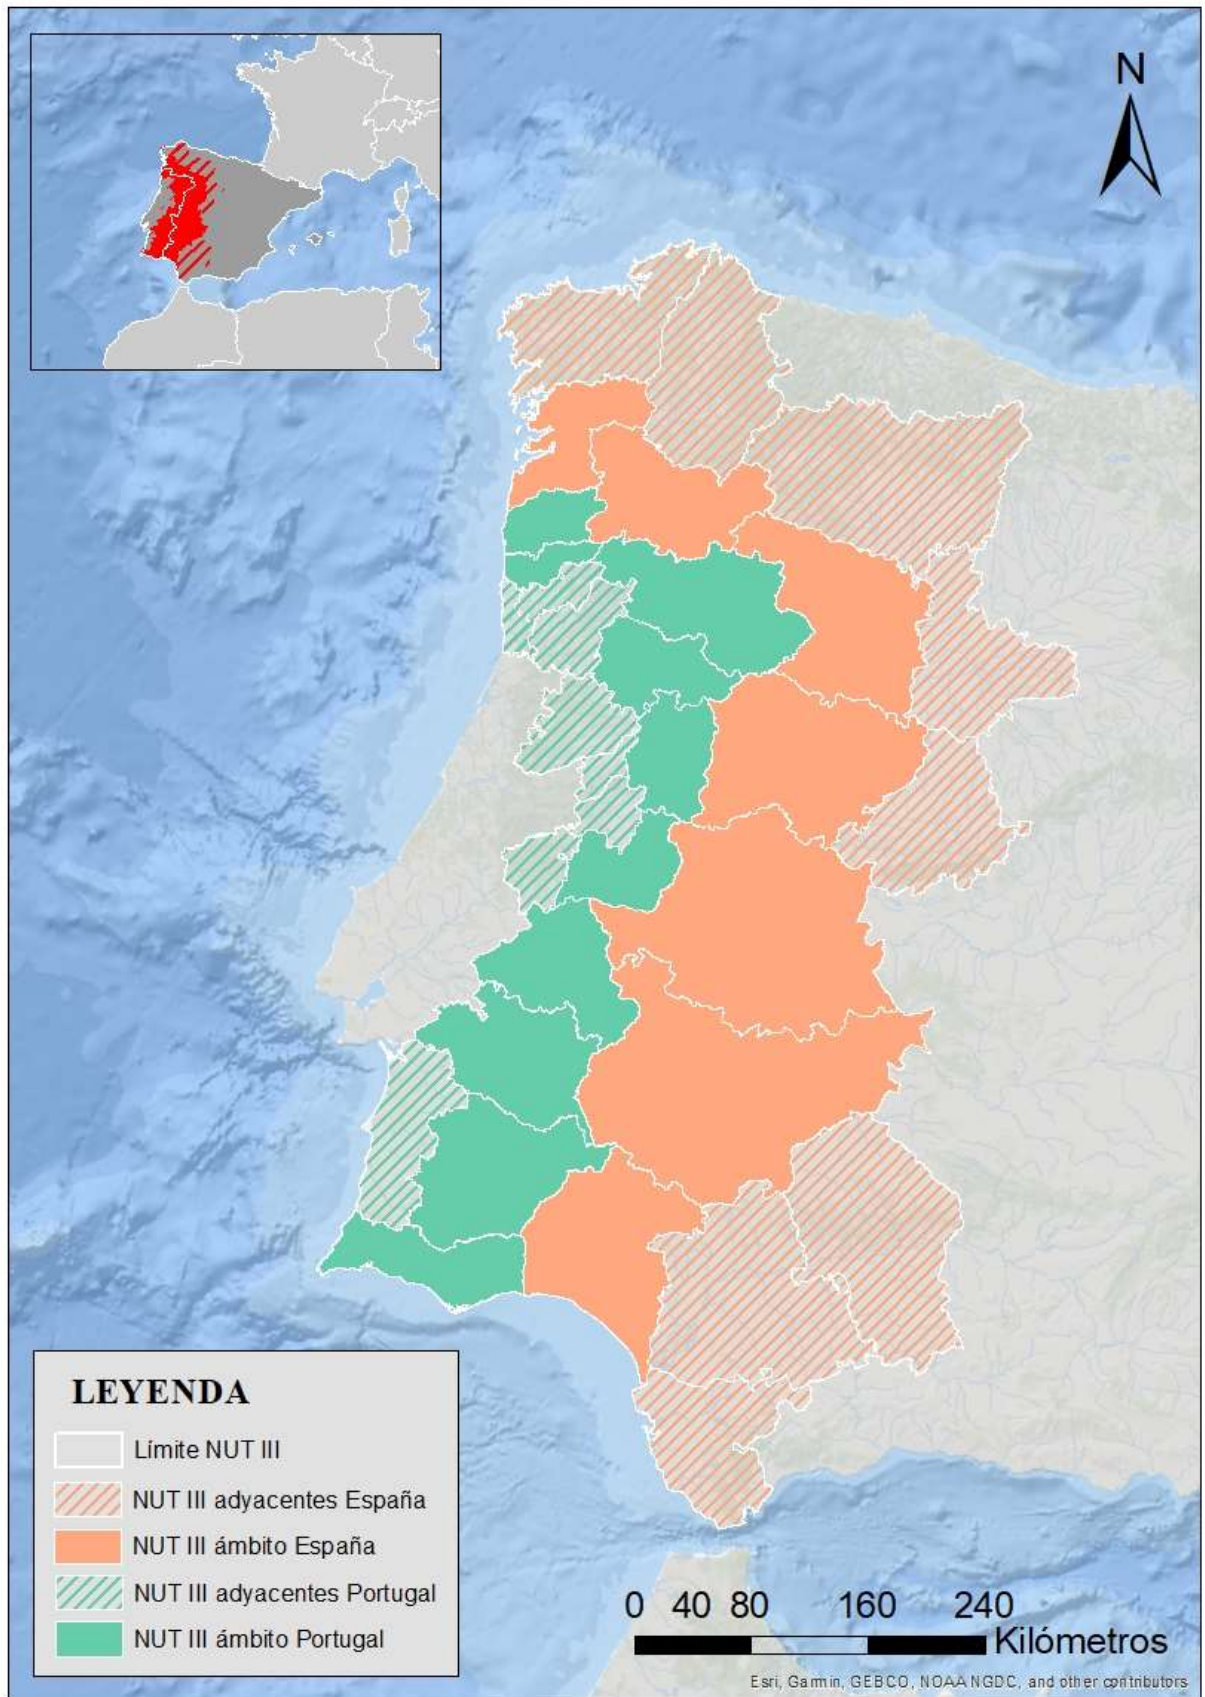 N
LEYENDA
Límite NUT III
NUT III adyacentes España
NUT III ámbito España
NUT III adyacentes Portugal
NUT III ámbito Portugal
0 40 80 160 240
Kilómetros
Esri, Garmin, GEBCO, NOAA NGDC, and other contributors